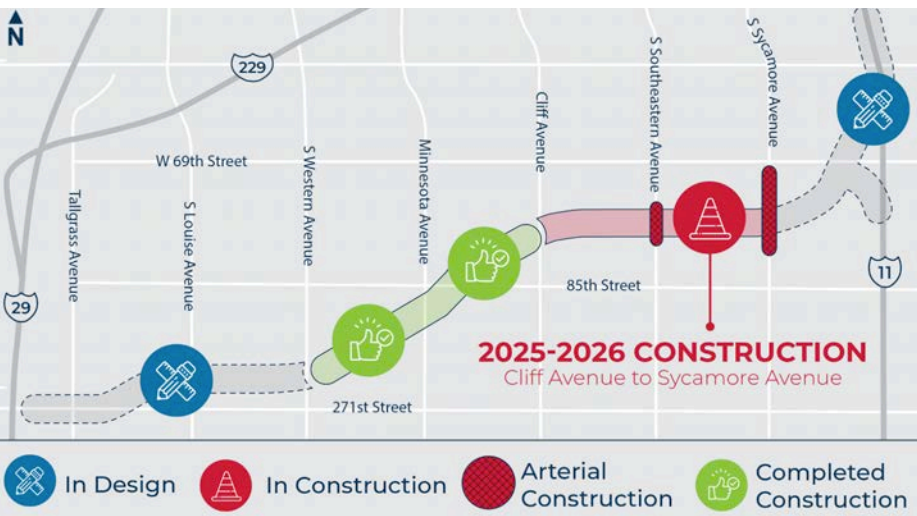 N
229
S Sycamore Avenue
S Southeastern Avenue
Cliff Avenue
W 69th Street
S Western Avenue
Minnesota Avenue
Tallgrass Avenue
S Louise Avenue
11
85th Street
29
2025-2026 CONSTRUCTION
Cliff Avenue to Sycamore Avenue
271st Street
In Design
In Construction
Arterial
Construction
Completed
Construction